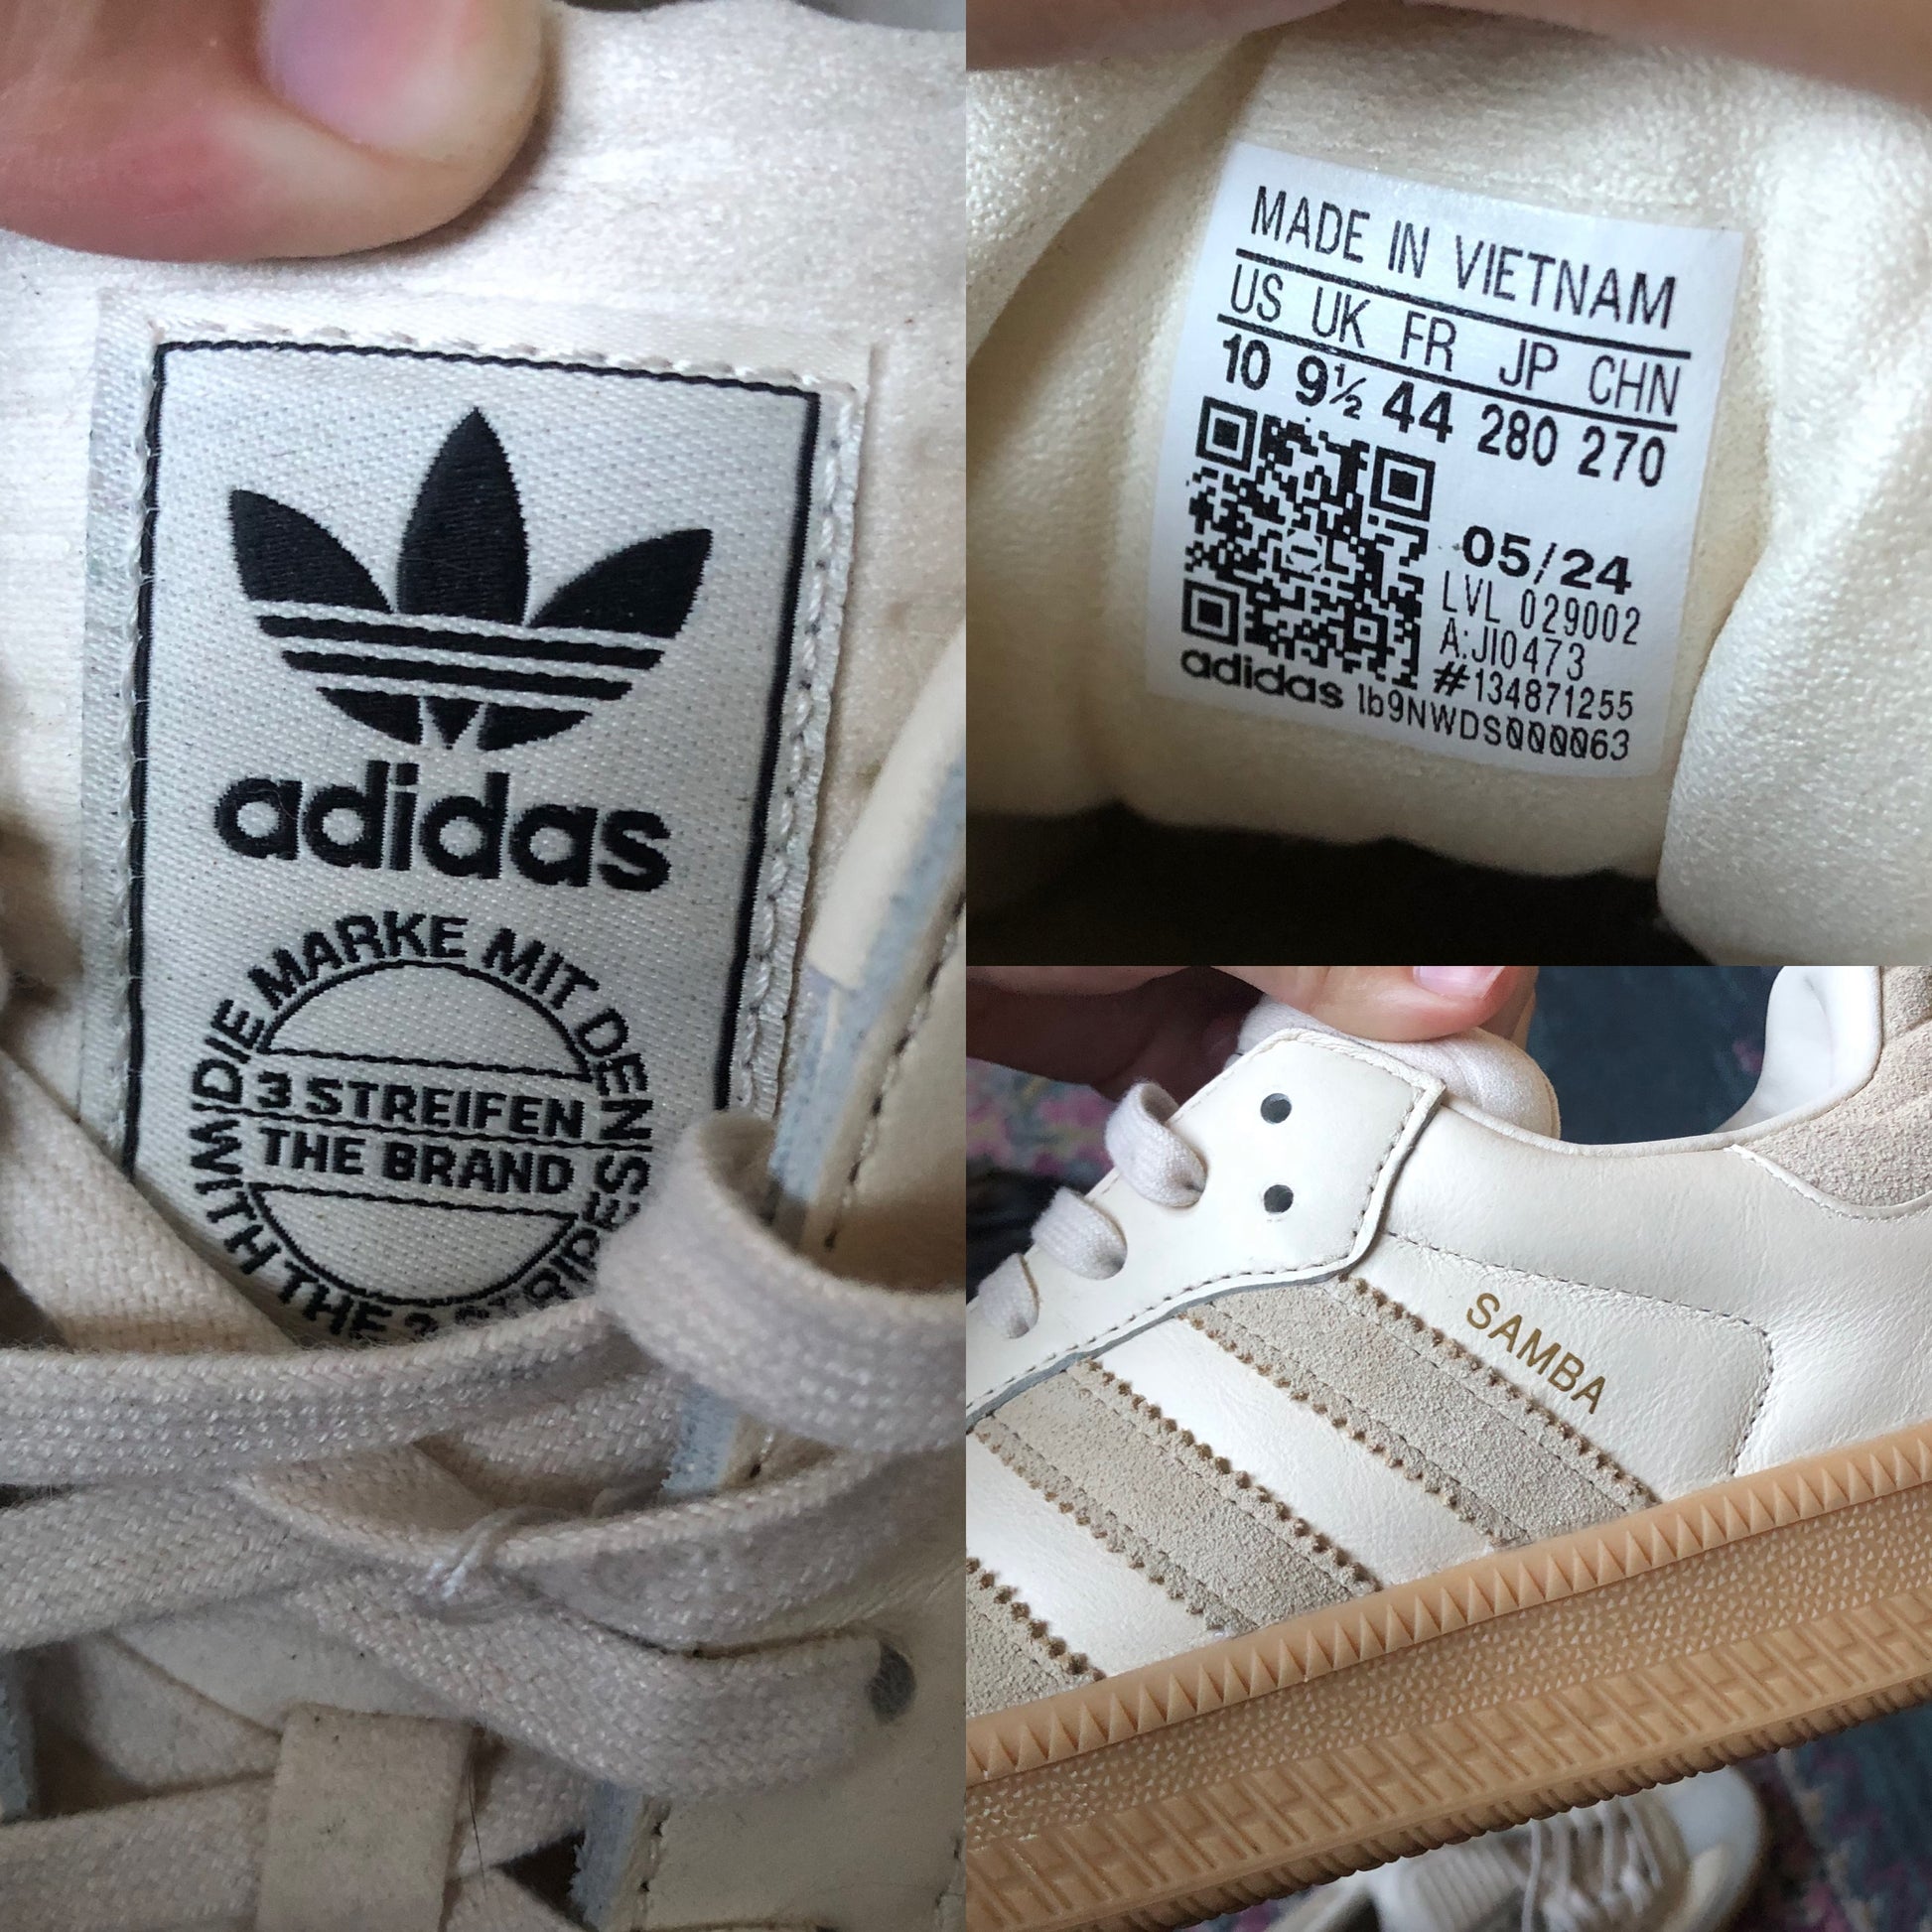 adidas
DIE MARKE MIT DEN
3 STREIFEN
THE BRAND
WITH THE 3 STRIPES
MADE IN VIETNAM
US UK FR JP CHN
10 9½ 44 280 270
05/24
LVL 029002
A:JI0473
#134871255
adidas lb9NWDS000063
SAMBA